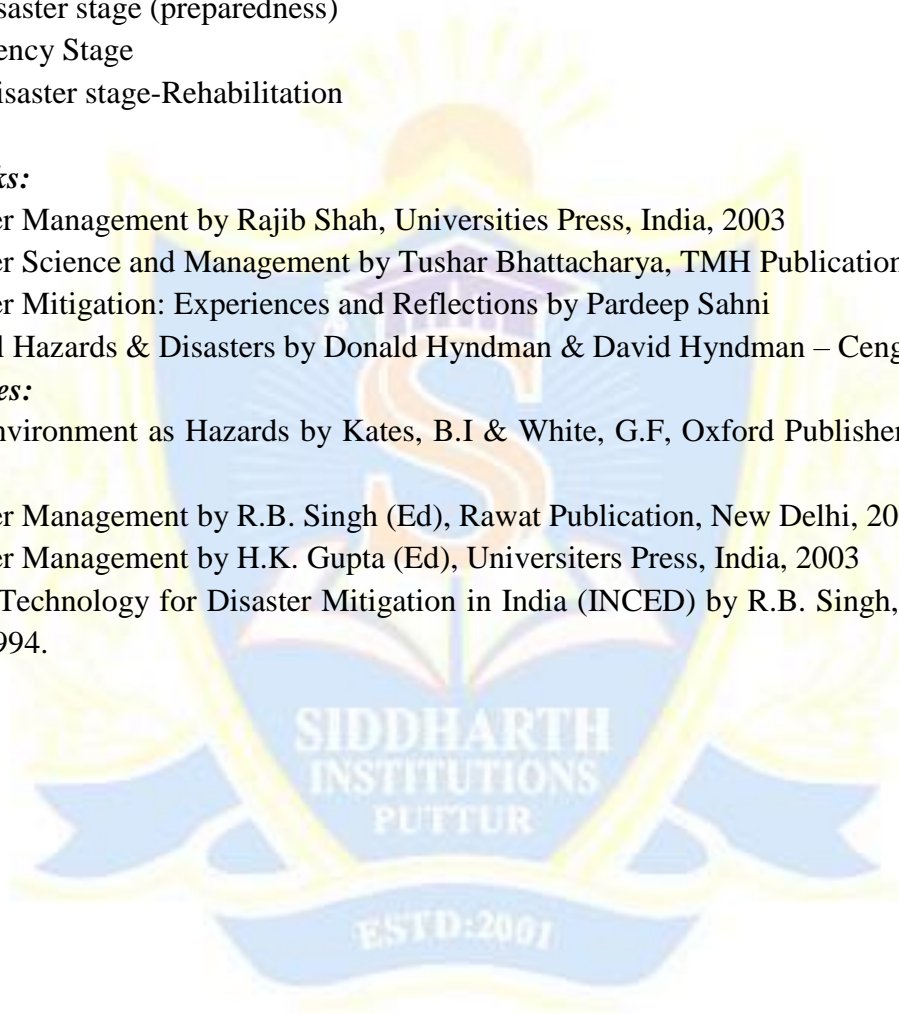 saster stage (preparedness)
ency Stage
isaster stage-Rehabilitation
ks:
er Management by Rajib Shah, Universities Press, India, 2003
er Science and Management by Tushar Bhattacharya, TMH Publication
er Mitigation: Experiences and Reflections by Pardeep Sahni
l Hazards & Disasters by Donald Hyndman & David Hyndman – Ceng
es:
nvironment as Hazards by Kates, B.I & White, G.F, Oxford Publisher
er Management by R.B. Singh (Ed), Rawat Publication, New Delhi, 20
er Management by H.K. Gupta (Ed), Universiters Press, India, 2003
Technology for Disaster Mitigation in India (INCED) by R.B. Singh,
994.
S
SIDDHARTH
INSTITUTIONS
PUTTUR
ESTD:2001